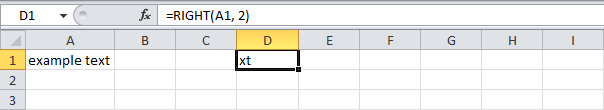 D1 fx =RIGHT(A1, 2)
A B C D E F G H I
1 example text xt
2
3